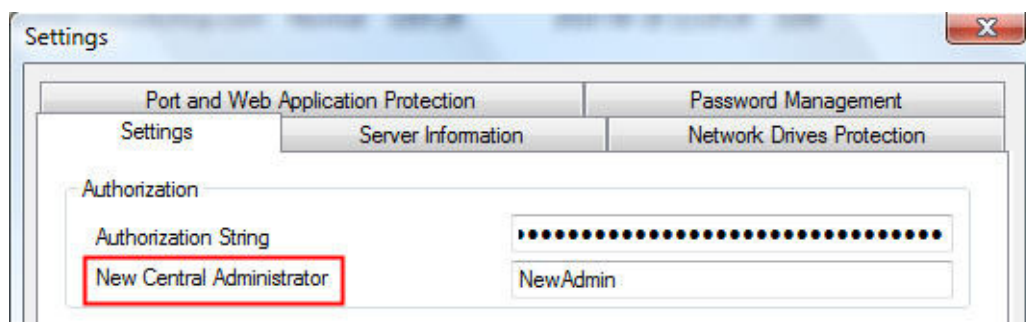 Settings
Port and Web Application Protection
Password Management
Settings
Server Information
Network Drives Protection
Authorization
Authorization String
New Central Administrator
NewAdmin